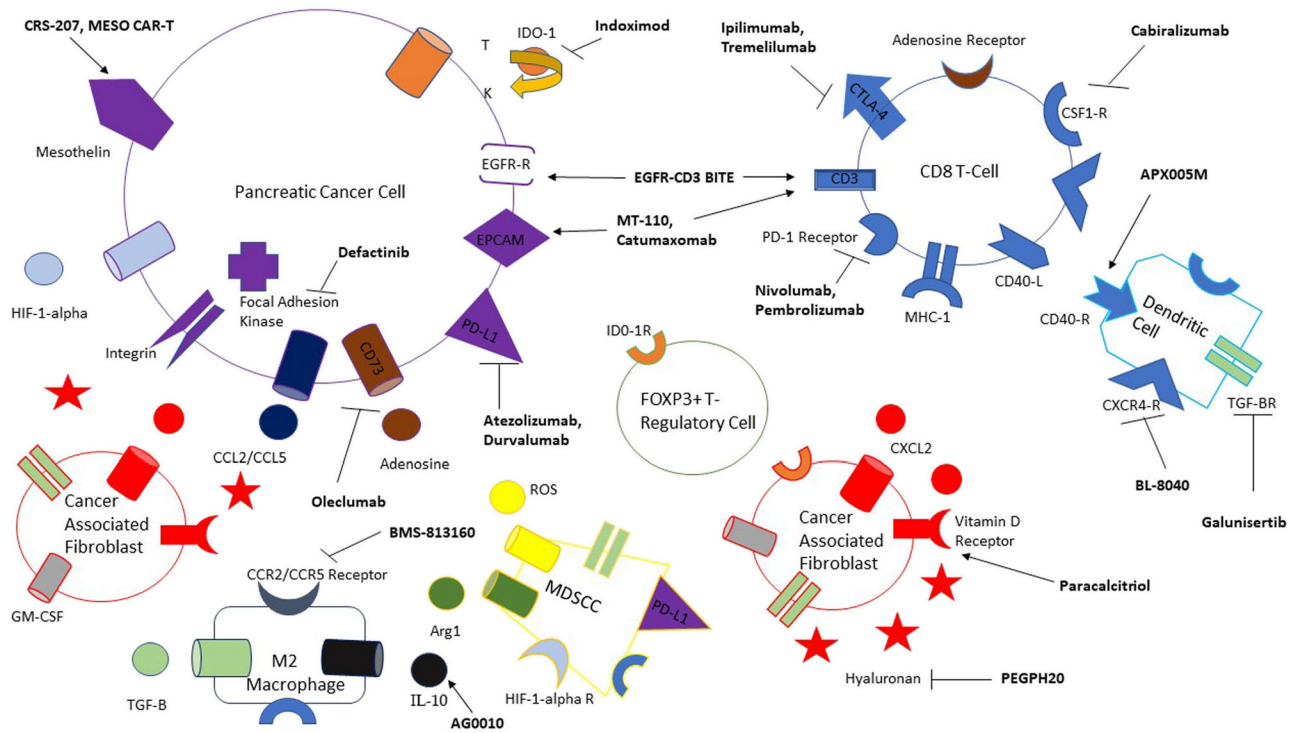 CRS-207, MESO CAR-T
Mesothelin
Pancreatic Cancer Cell
T
K
IDO-1
Indoximod
EGFR-R
EGFR-CD3 BITE
EPCAM
MT-110,
Catumaxomab
HIF-1-alpha
Integrin
Focal Adhesion
Kinase
Defactinib
PD-L1
CD73
CCL2/CCL5
Adenosine
Atezolizumab,
Durvalumab
Oleclumab
Ipilimumab,
Tremelilumab
Adenosine Receptor
Cabiralizumab
CTLA-4
CSF1-R
CD3
CD8 T-Cell
PD-1 Receptor
Nivolumab,
Pembrolizumab
MHC-1
CD40-L
APX005M
CD40-R
Dendritic
Cell
CXCR4-R
TGF-BR
BL-8040
Galunisertib
ID0-1R
FOXP3+ T-
Regulatory Cell
Cancer
Associated
Fibroblast
GM-CSF
BMS-813160
CCR2/CCR5 Receptor
M2
Macrophage
TGF-B
IL-10
AG0010
ROS
Arg1
MDSCC
PD-L1
HIF-1-alpha R
CXCL2
Cancer
Associated
Fibroblast
Vitamin D
Receptor
Paracalcitriol
Hyaluronan
PEGPH20